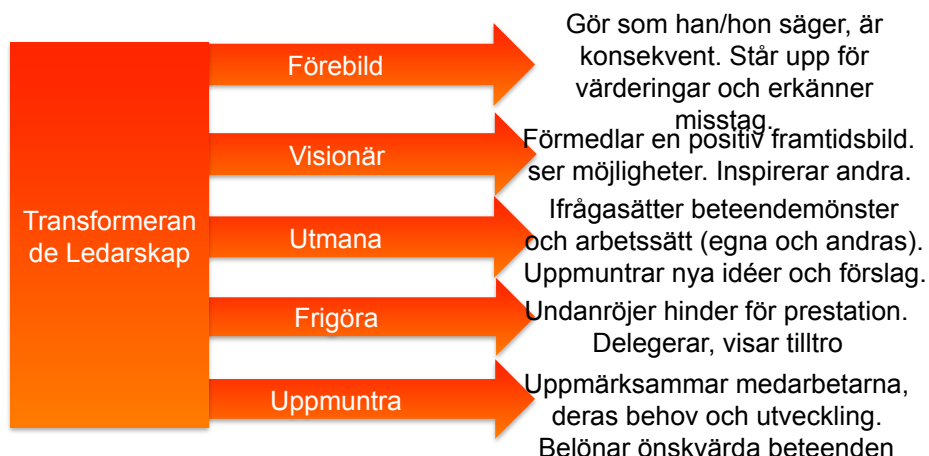 Transformeran
de Ledarskap
Förebild
Gör som han/hon säger, är
konsekvent. Står upp för
värderingar och erkänner
misstag.
Visionär
Förmedlar en positiv framtidsbild.
ser möjligheter. Inspirerar andra.
Utmana
Ifrågasätter beteendemönster
och arbetssätt (egna och andras).
Uppmuntrar nya idéer och förslag.
Frigöra
Undanröjer hinder för prestation.
Delegerar, visar tilltro
Uppmuntra
Uppmärksammar medarbetarna,
deras behov och utveckling.
Belönar önskvärda beteenden